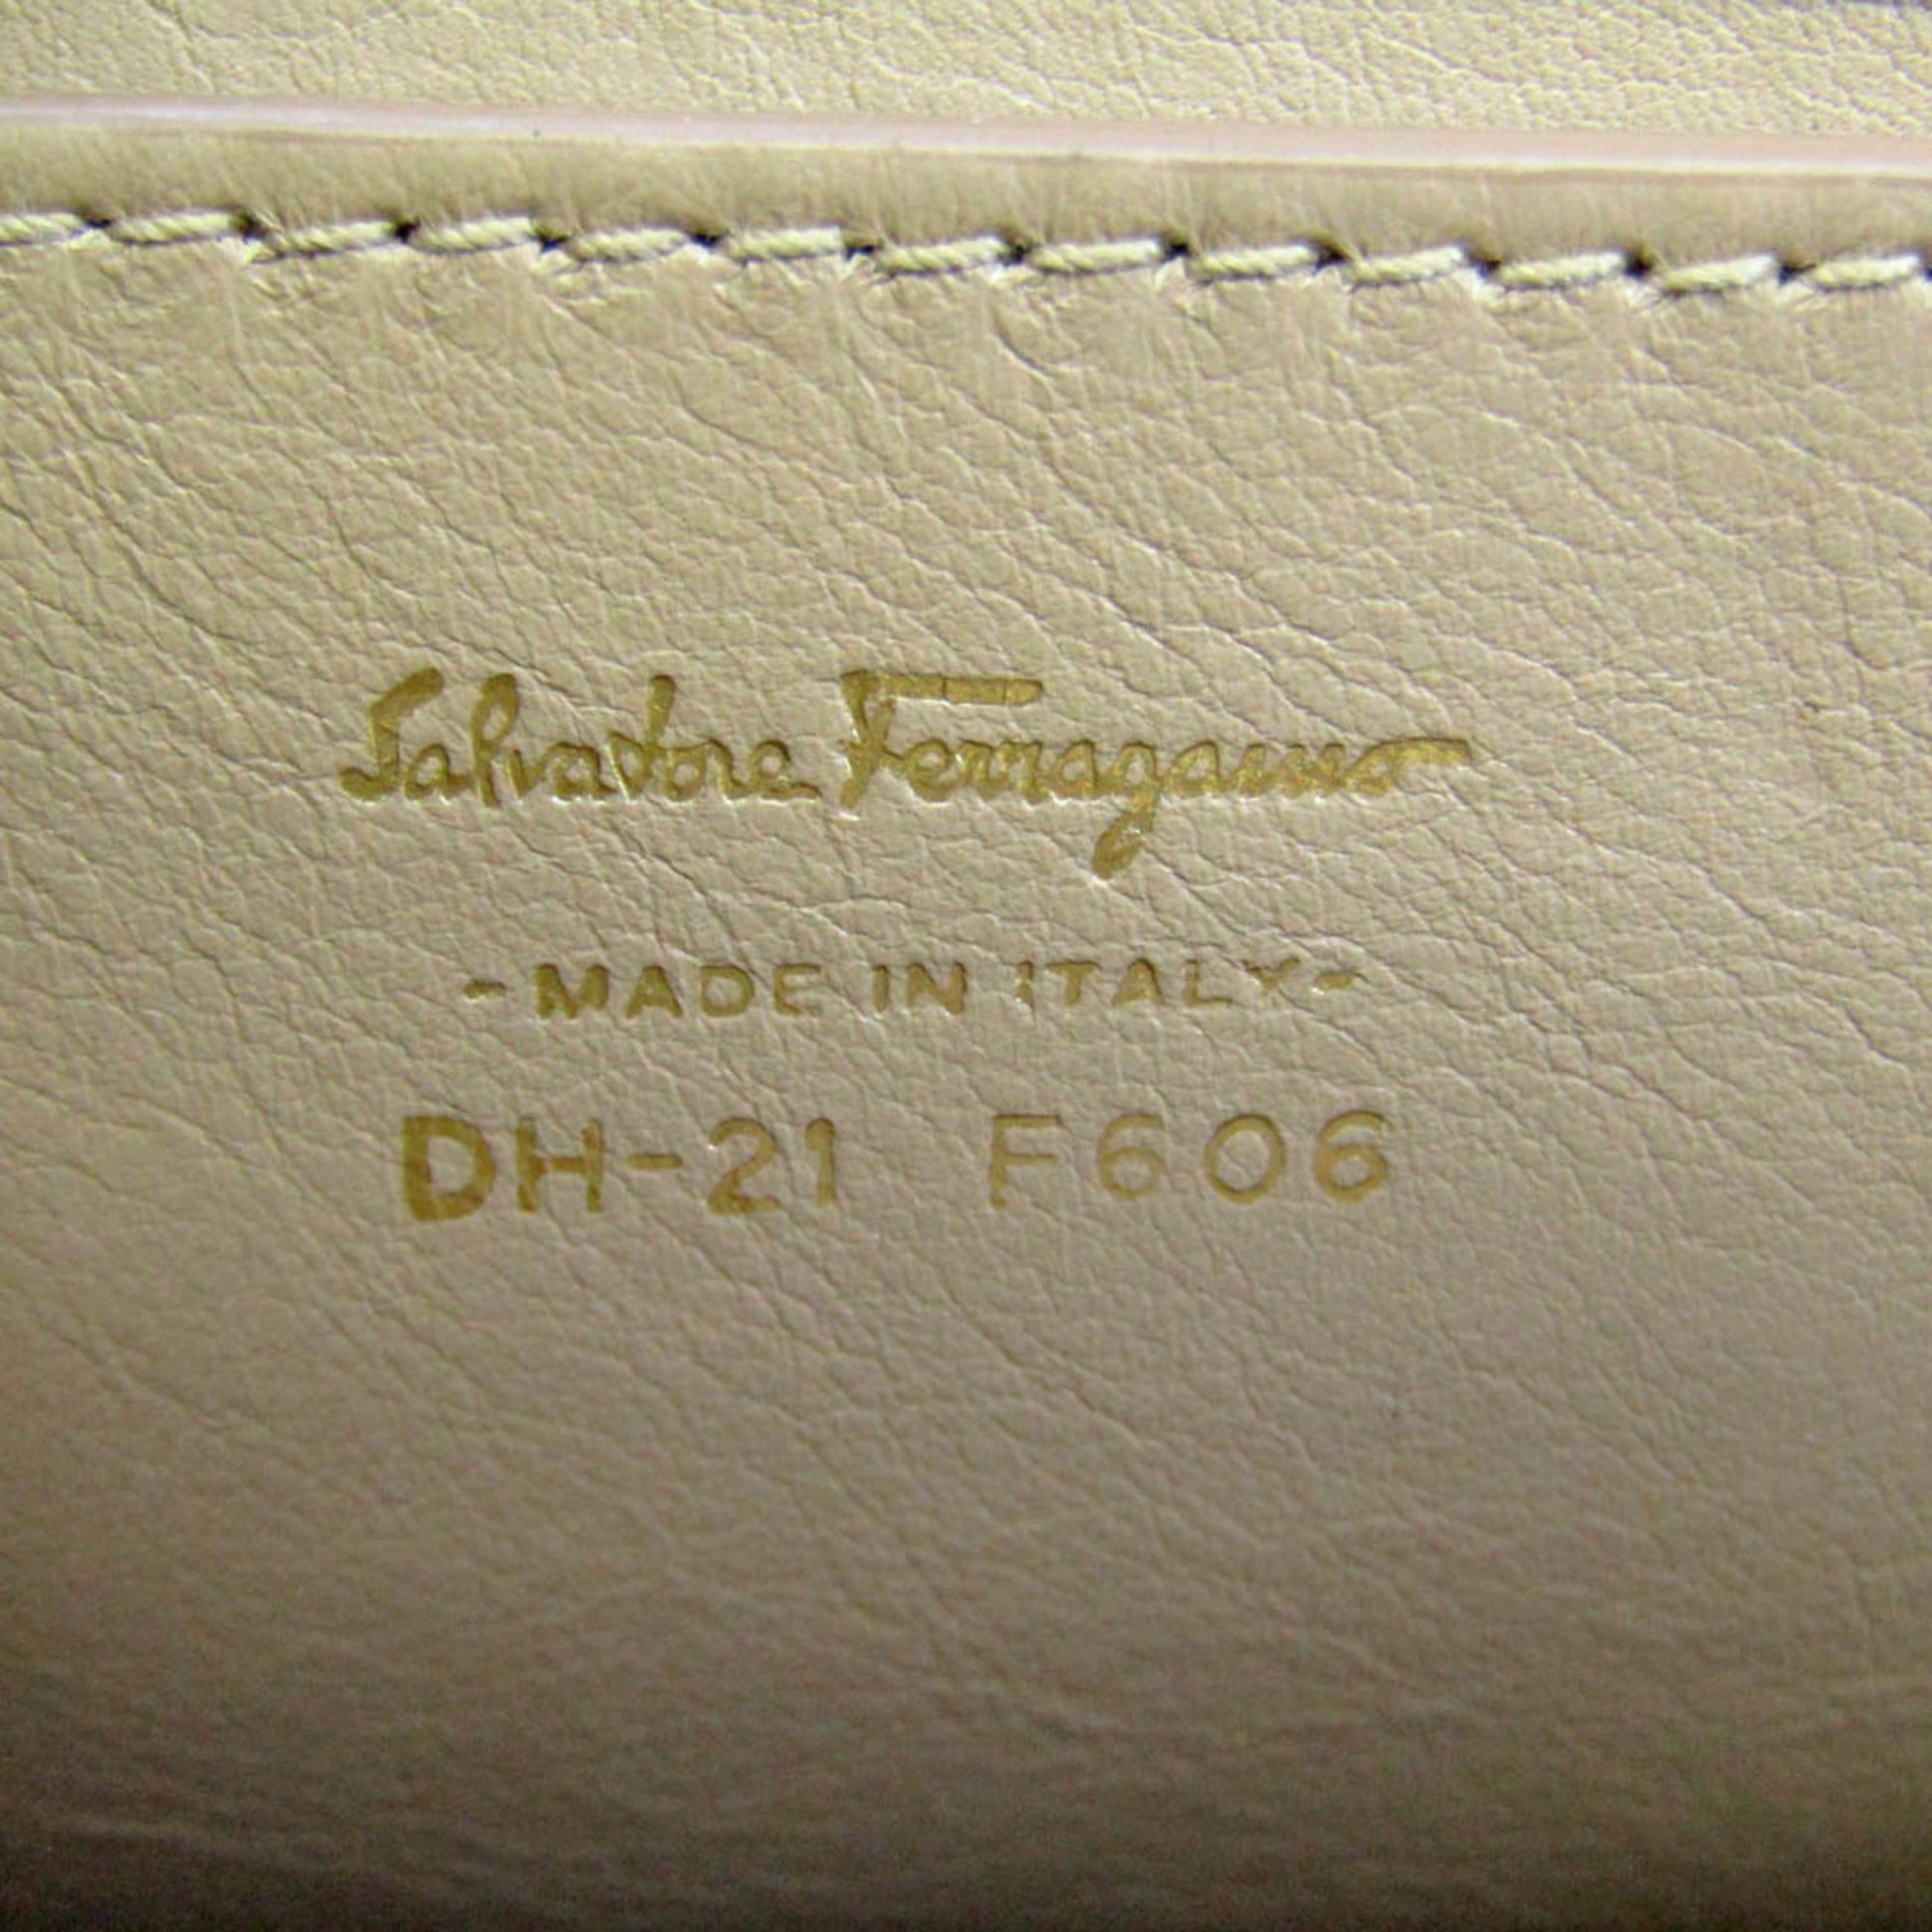 Salvatore Ferragamo
-MADE IN ITALY-
DH-21 F606